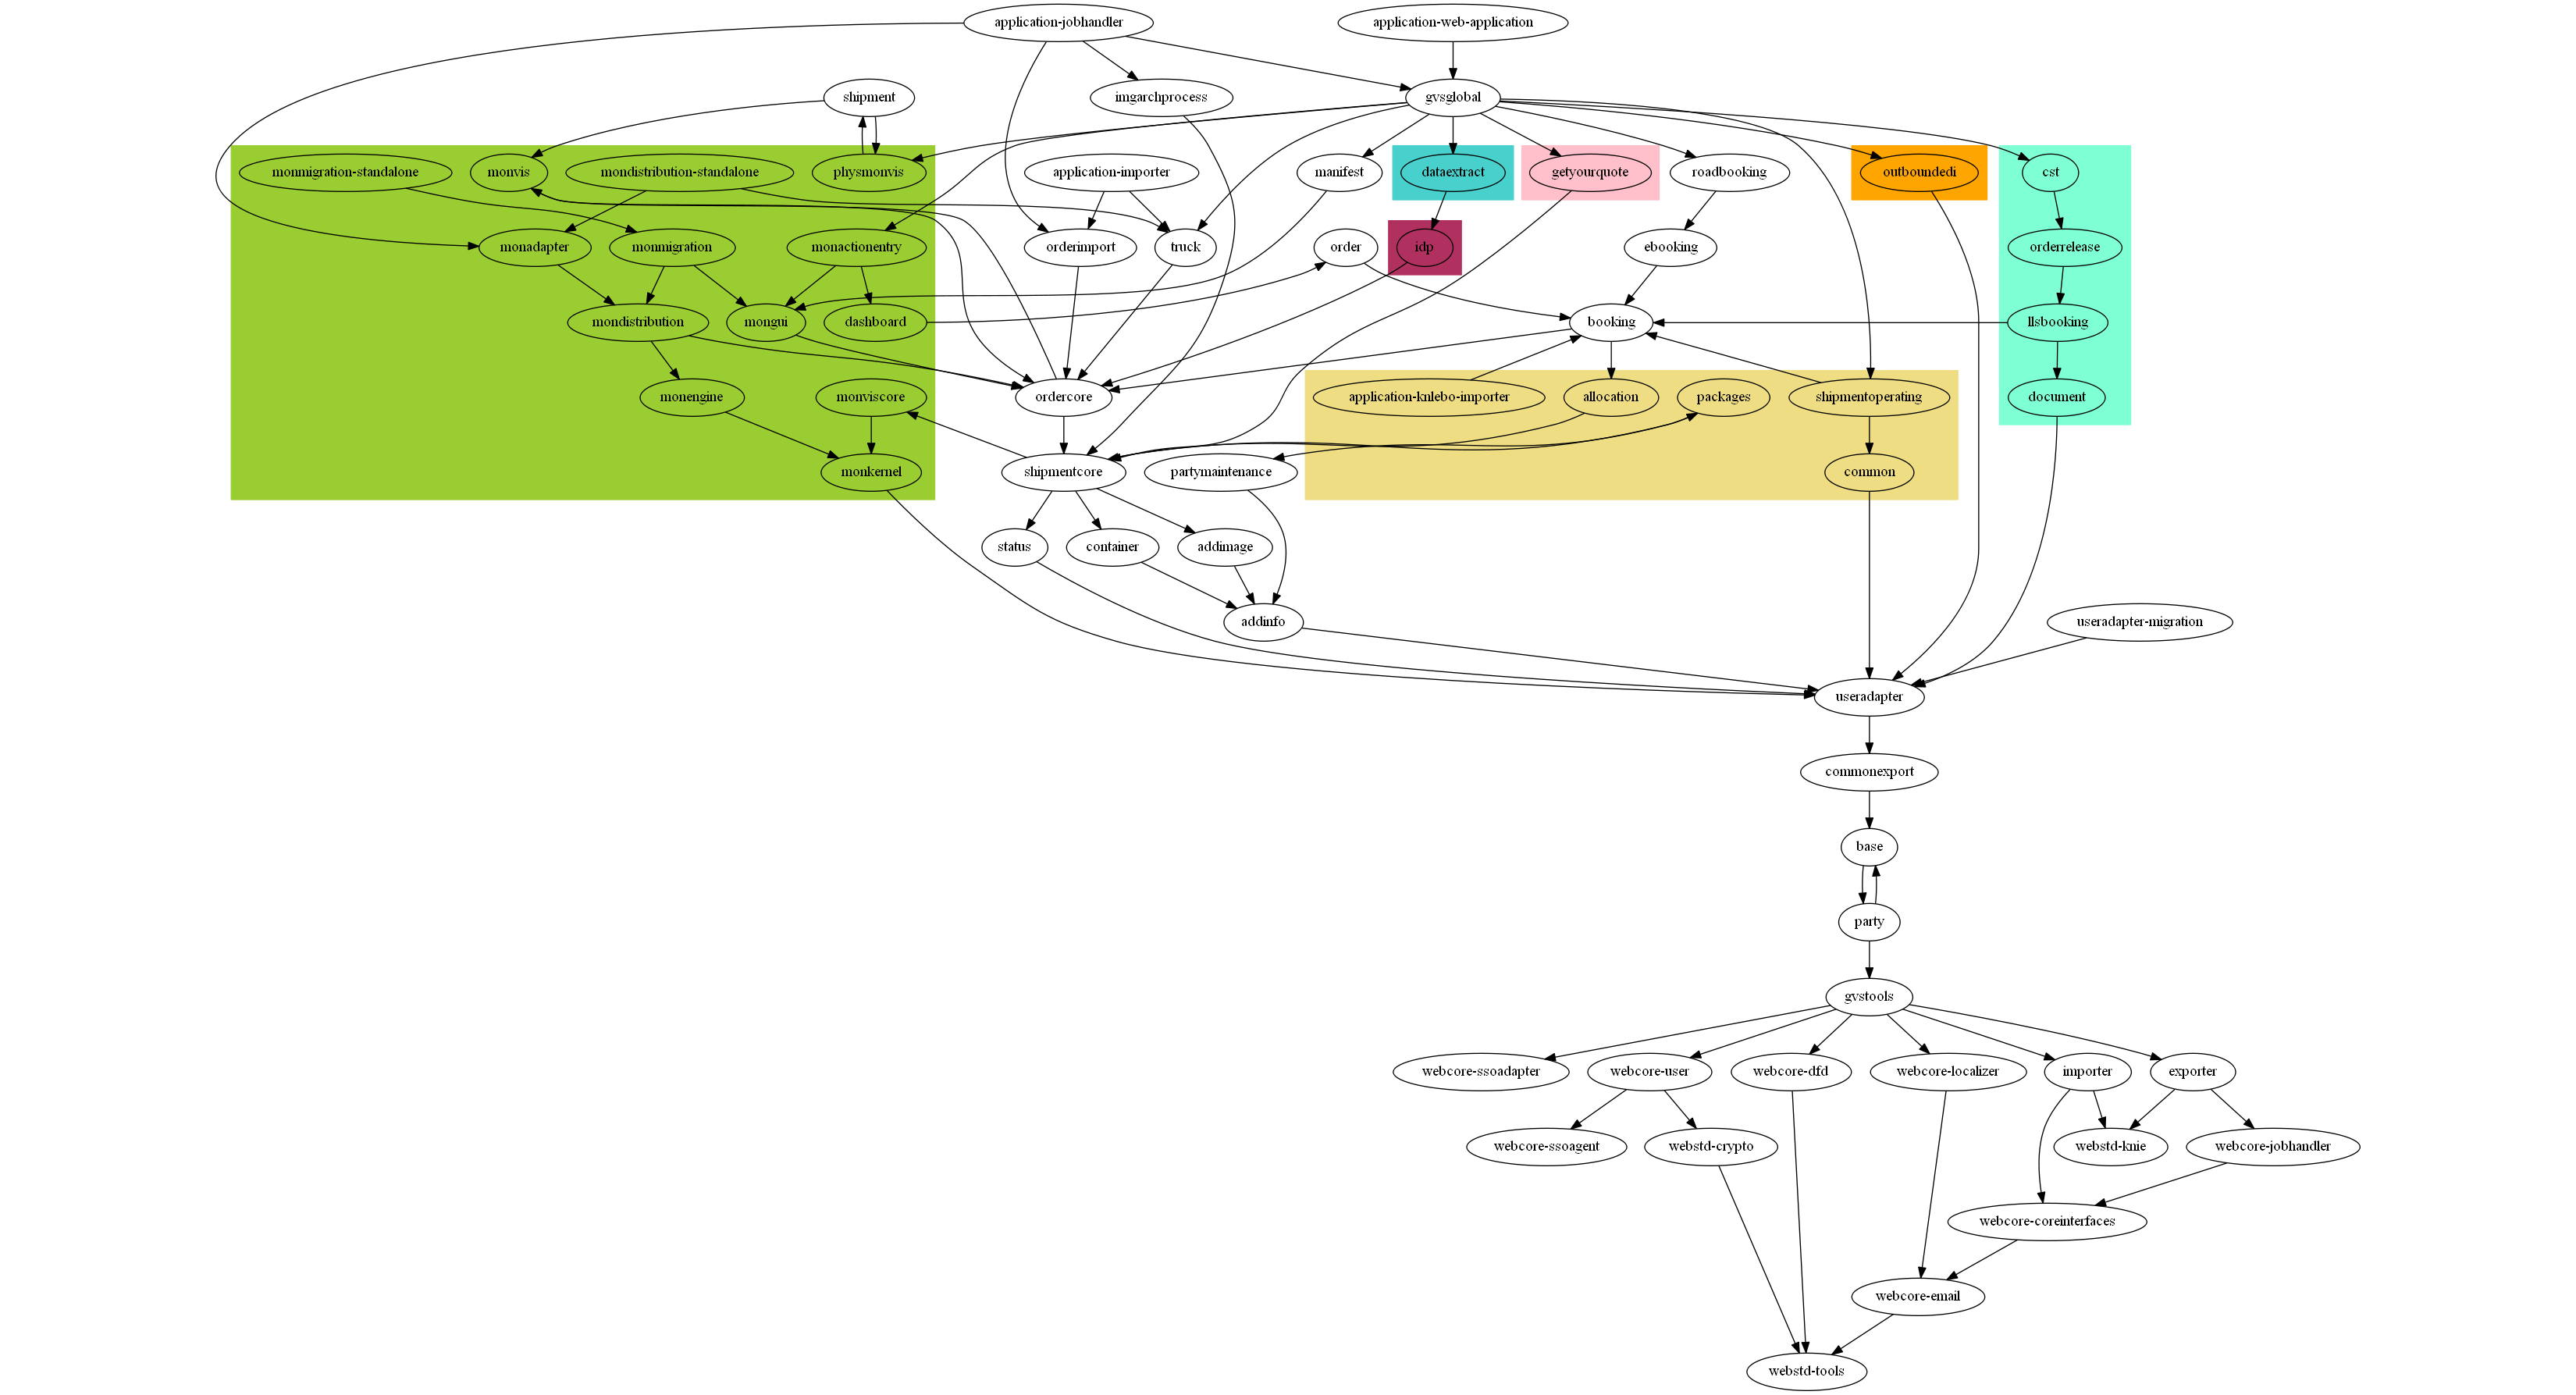 application-jobhandler
application-web-application
shipment
imgarchprocess
gvsglobal
monmigration-standalone
monvis
mondistribution-standalone
physmonvis
application-importer
manifest
dataextract
getyourquote
roadbooking
outboundedi
cst
monadapter
monmigration
monactionentry
orderimport
truck
order
idp
ebooking
orderrelease
mondistribution
mongui
dashboard
booking
llsbooking
monengine
monviscore
ordercore
application-knlebo-importer
allocation
packages
shipmentoperating
document
monkernel
shipmentcore
partymaintenance
common
status
container
addimage
addinfo
useradapter-migration
useradapter
commonexport
base
party
gvstools
webcore-ssoadapter
webcore-user
webcore-dfd
webcore-localizer
importer
exporter
webcore-ssoagent
webstd-crypto
webstd-knie
webcore-jobhandler
webcore-coreinterfaces
webcore-email
webstd-tools